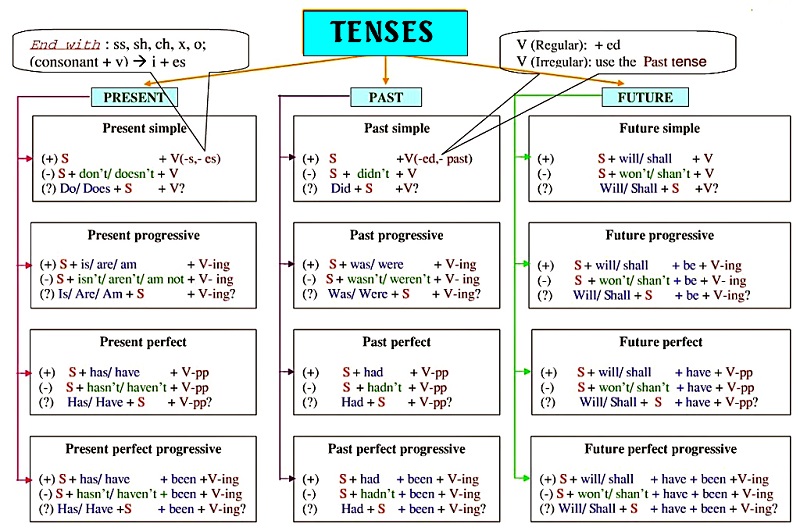 TENSES
End with : ss, sh, ch, x, o;
(consonant + v) → i + es
V (Regular): + ed
V (Irregular): use the Past tense
PRESENT
PAST
FUTURE
Present simple
(+) S + V(-s,- es)
(-) S + don't/ doesn't + V
(?) Do/ Does + S + V?
Past simple
(+) S +V(-ed,- past)
(-) S + didn't + V
(?) Did + S +V?
Future simple
(+) S + will/ shall + V
(-) S + won't/ shan't + V
(?) Will/ Shall + S +V?
Present progressive
(+) S + is/ are/ am + V-ing
(-) S + isn't/ aren't/ am not + V- ing
(?) Is/ Are/ Am + S + V-ing?
Past progressive
(+) S + was/ were + V-ing
(-) S + wasn't/ weren't + V- ing
(?) Was/ Were + S + V-ing?
Future progressive
(+) S + will/ shall + be + V-ing
(-) S + won't/ shan't + be + V- ing
(?) Will/ Shall + S + be + V-ing?
Present perfect
(+) S + has/ have + V-pp
(-) S + hasn't/ haven't + V-pp
(?) Has/ Have + S + V-pp?
Past perfect
(+) S + had + V-pp
(-) S + hadn't + V-pp
(?) Had + S + V-pp?
Future perfect
(+) S + will/ shall + have + V-pp
(-) S + won't/ shan't + have + V-pp
(?) Will/ Shall + S + have + V-pp?
Present perfect progressive
(+) S + has/ have + been +V-ing
(-) S + hasn't/ haven't + been + V-ing
(?) Has/ Have +S + been + V-ing?
Past perfect progressive
(+) S + had + been + V-ing
(-) S + hadn't + been + V-ing
(?) Had + S + been + V-ing?
Future perfect progressive
(+) S + will/ shall + have + been +V-ing
(-) S + won't/ shan't + have + been + V-ing
(?) Will/ Shall + S + have + been + V-ing?